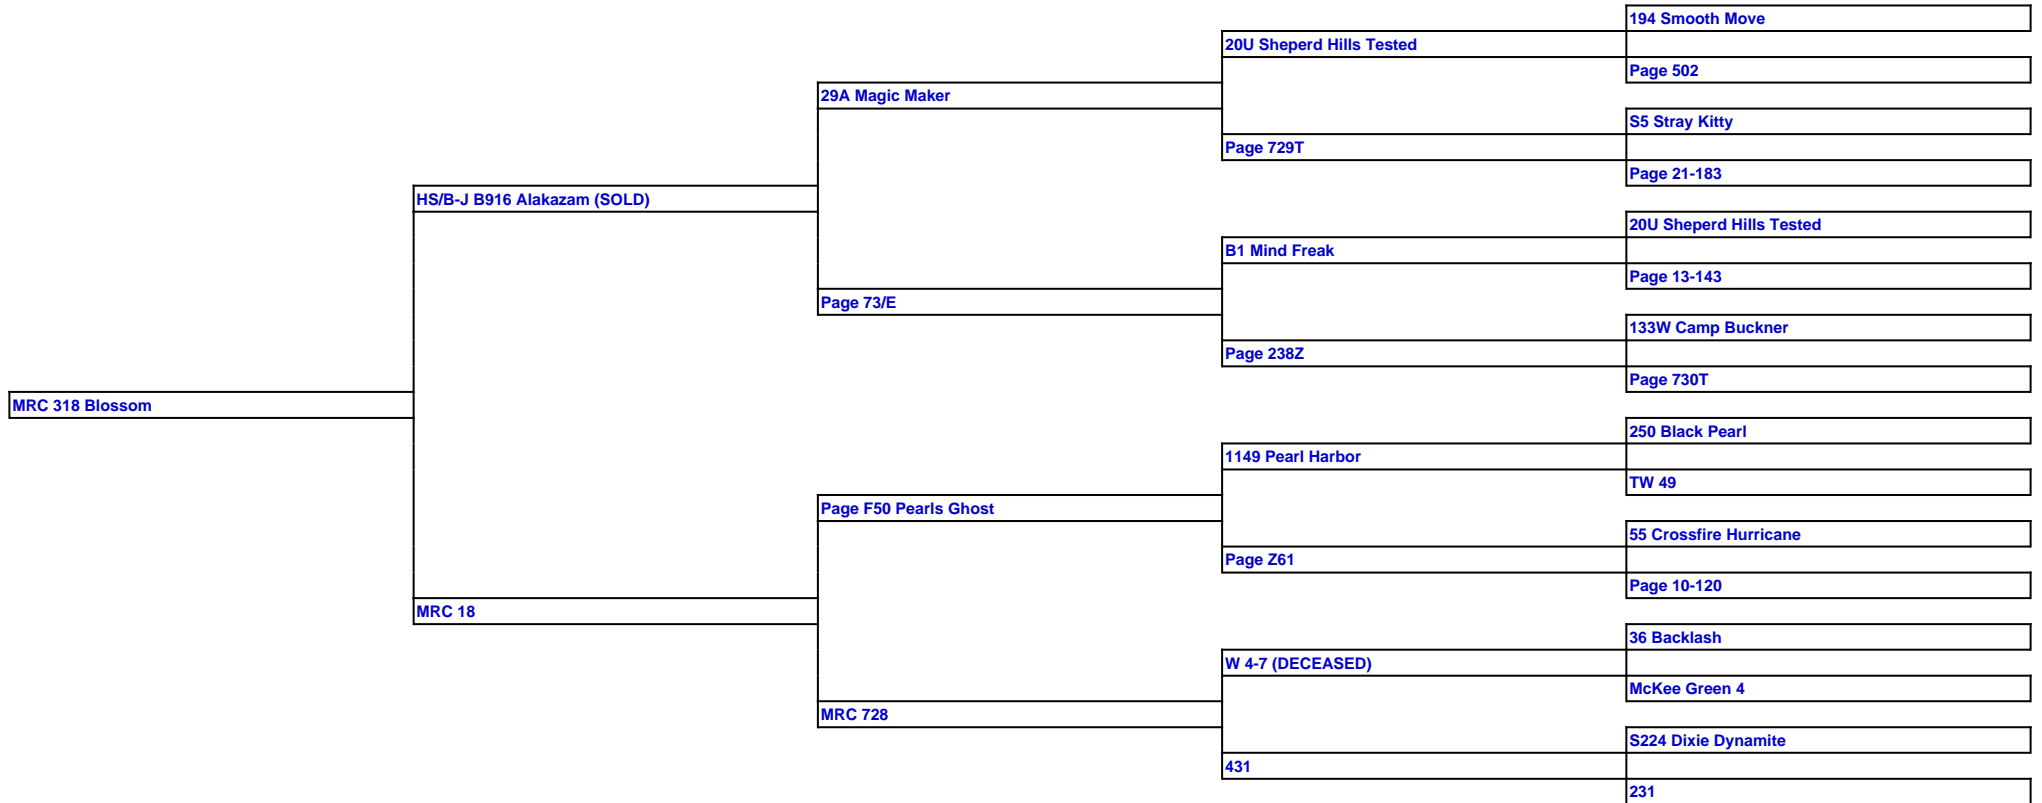 194 Smooth Move
20U Sheperd Hills Tested
Page 502
29A Magic Maker
S5 Stray Kitty
Page 729T
Page 21-183
HS/B-J B916 Alakazam (SOLD)
20U Sheperd Hills Tested
B1 Mind Freak
Page 13-143
Page 73/E
133W Camp Buckner
Page 238Z
Page 730T
MRC 318 Blossom
250 Black Pearl
1149 Pearl Harbor
TW 49
Page F50 Pearls Ghost
55 Crossfire Hurricane
Page Z61
Page 10-120
MRC 18
36 Backlash
W 4-7 (DECEASED)
McKee Green 4
MRC 728
S224 Dixie Dynamite
431
231